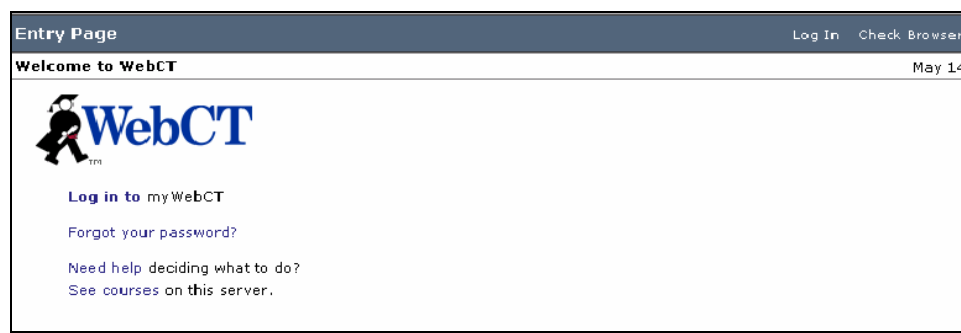 Entry Page Log In Check Browser
Welcome to WebCT May 14
WebCT
TM
Log in to myWebCT
Forgot your password?
Need help deciding what to do?
See courses on this server.